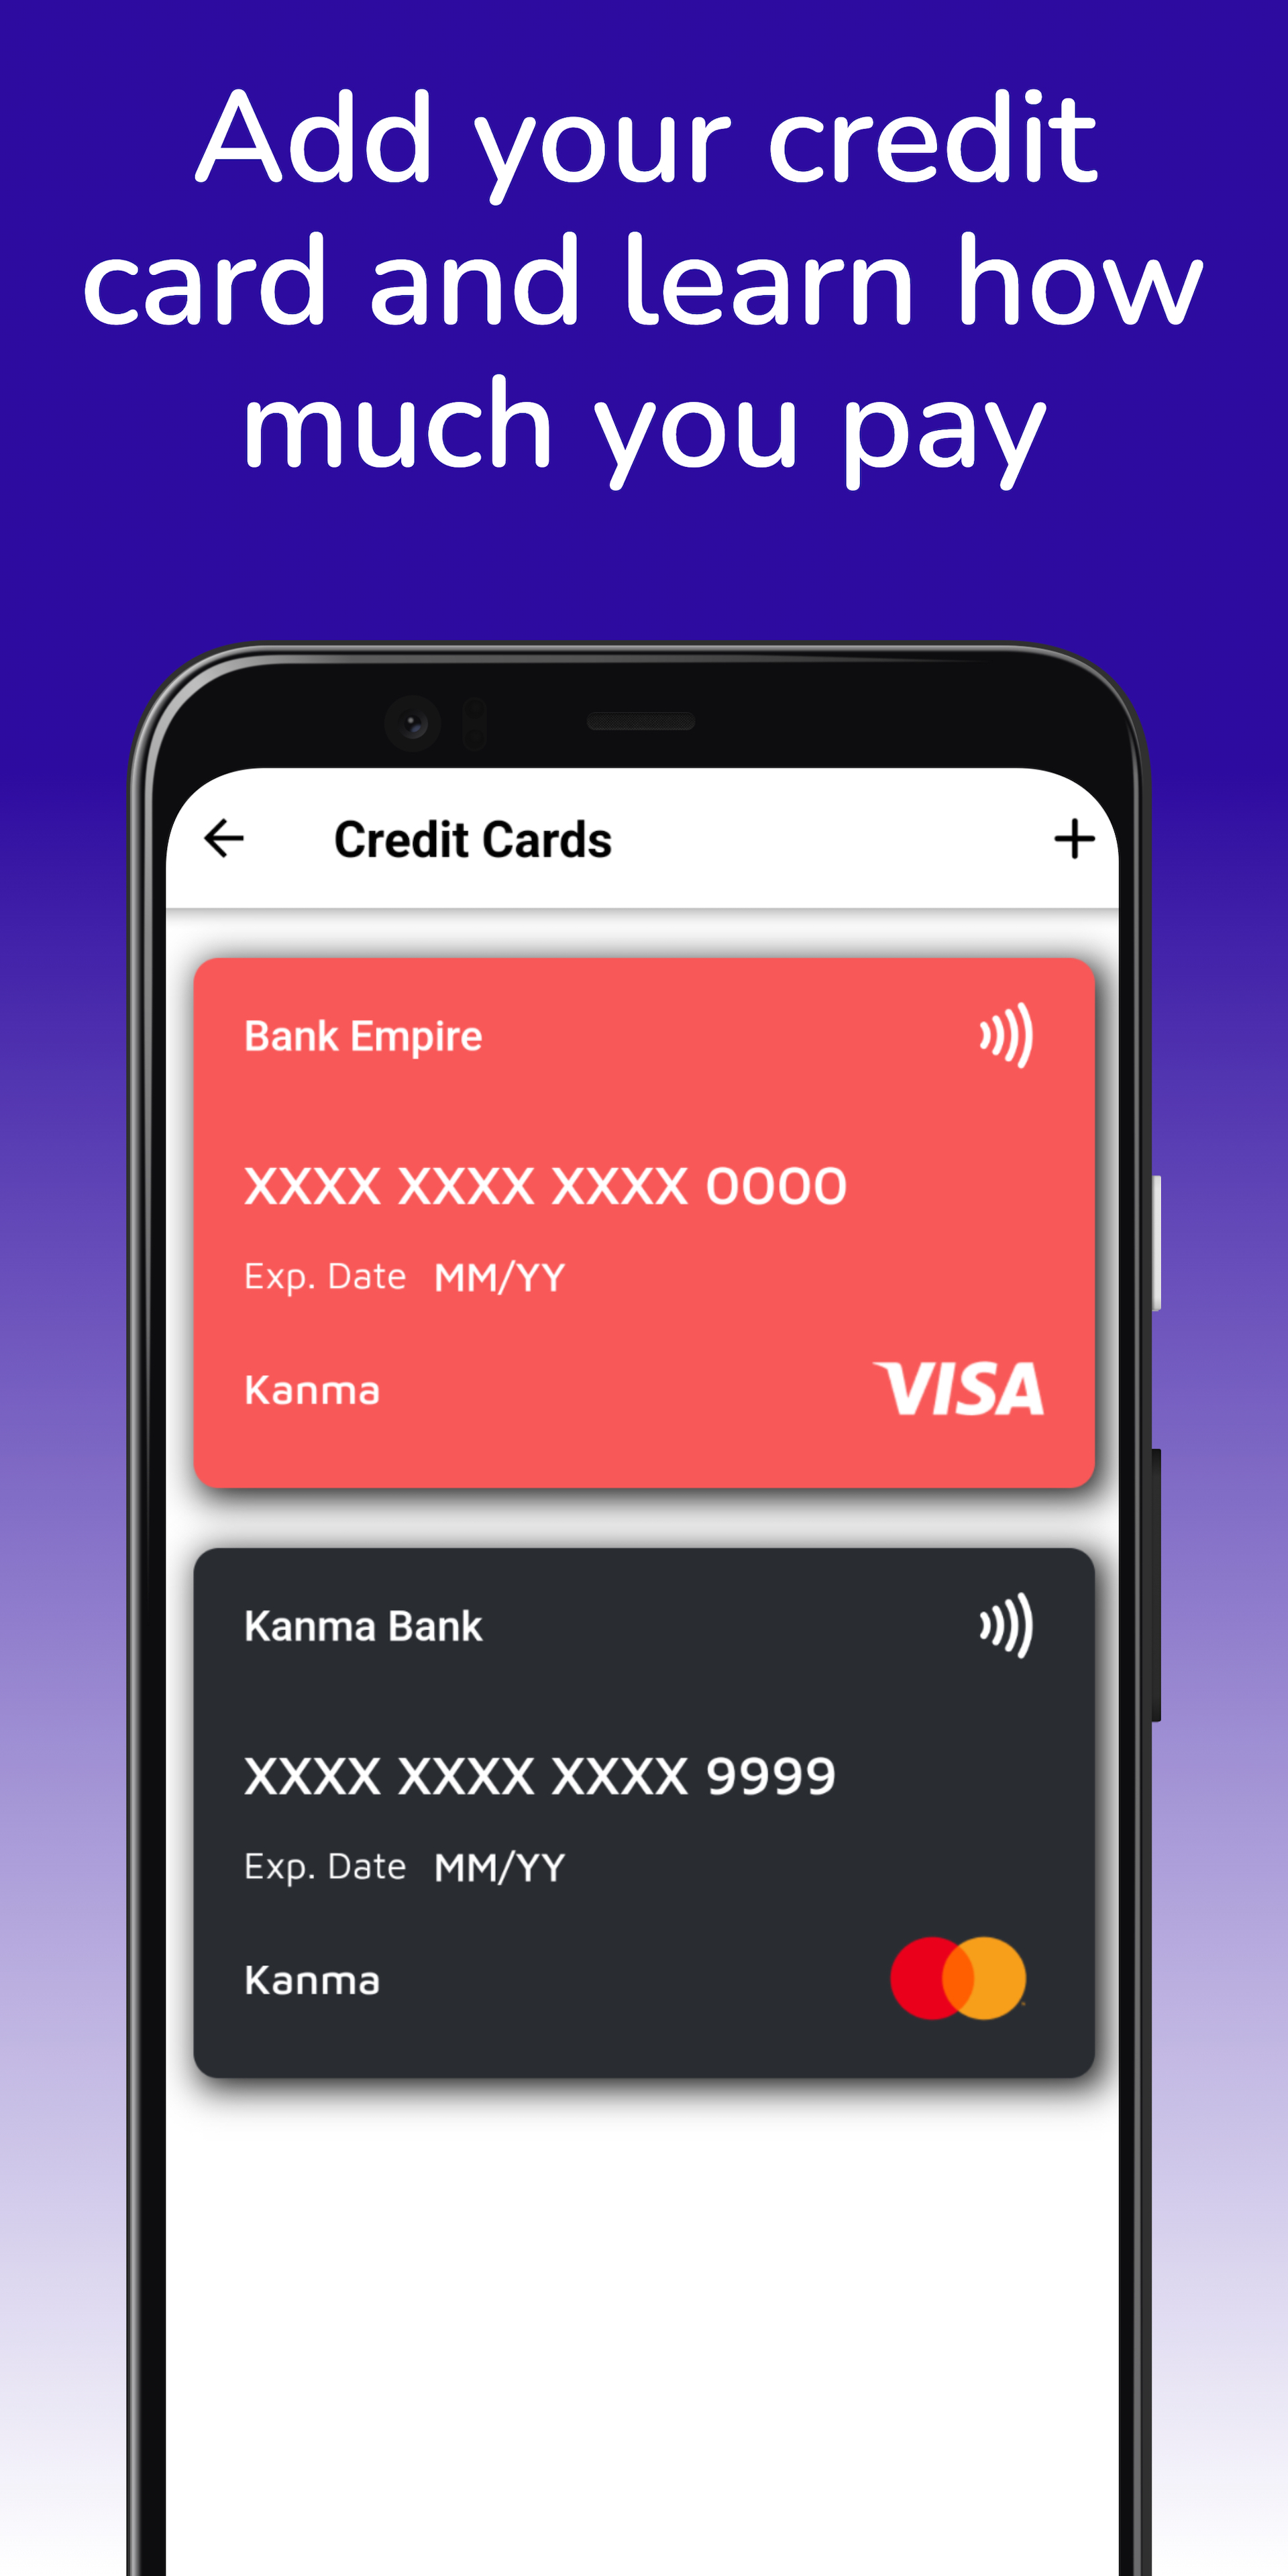 Add your credit
card and learn how
much you pay
Credit Cards
Bank Empire
XXXX XXXX XXXX 0000
Exp. Date MM/YY
Kanma
VISA
Kanma Bank
XXXX XXXX XXXX 9999
Exp. Date MM/YY
Kanma